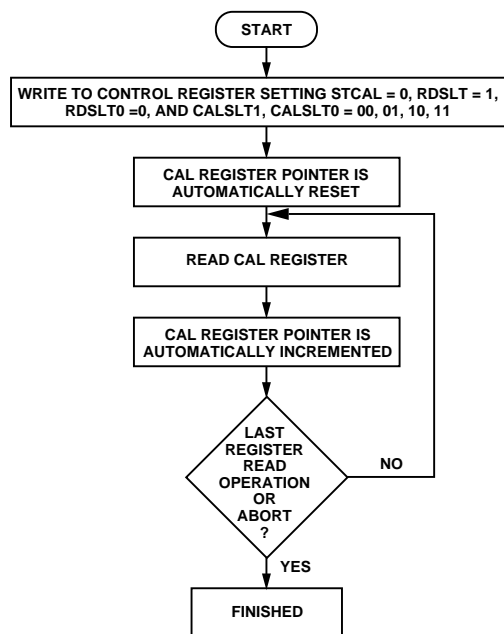 START
WRITE TO CONTROL REGISTER SETTING STCAL = 0, RDSLT = 1,
RDSLT0 =0, AND CALSLT1, CALSLT0 = 00, 01, 10, 11
CAL REGISTER POINTER IS
AUTOMATICALLY RESET
READ CAL REGISTER
CAL REGISTER POINTER IS
AUTOMATICALLY INCREMENTED
LAST
REGISTER
READ
OPERATION
OR
ABORT
?
NO
YES
FINISHED